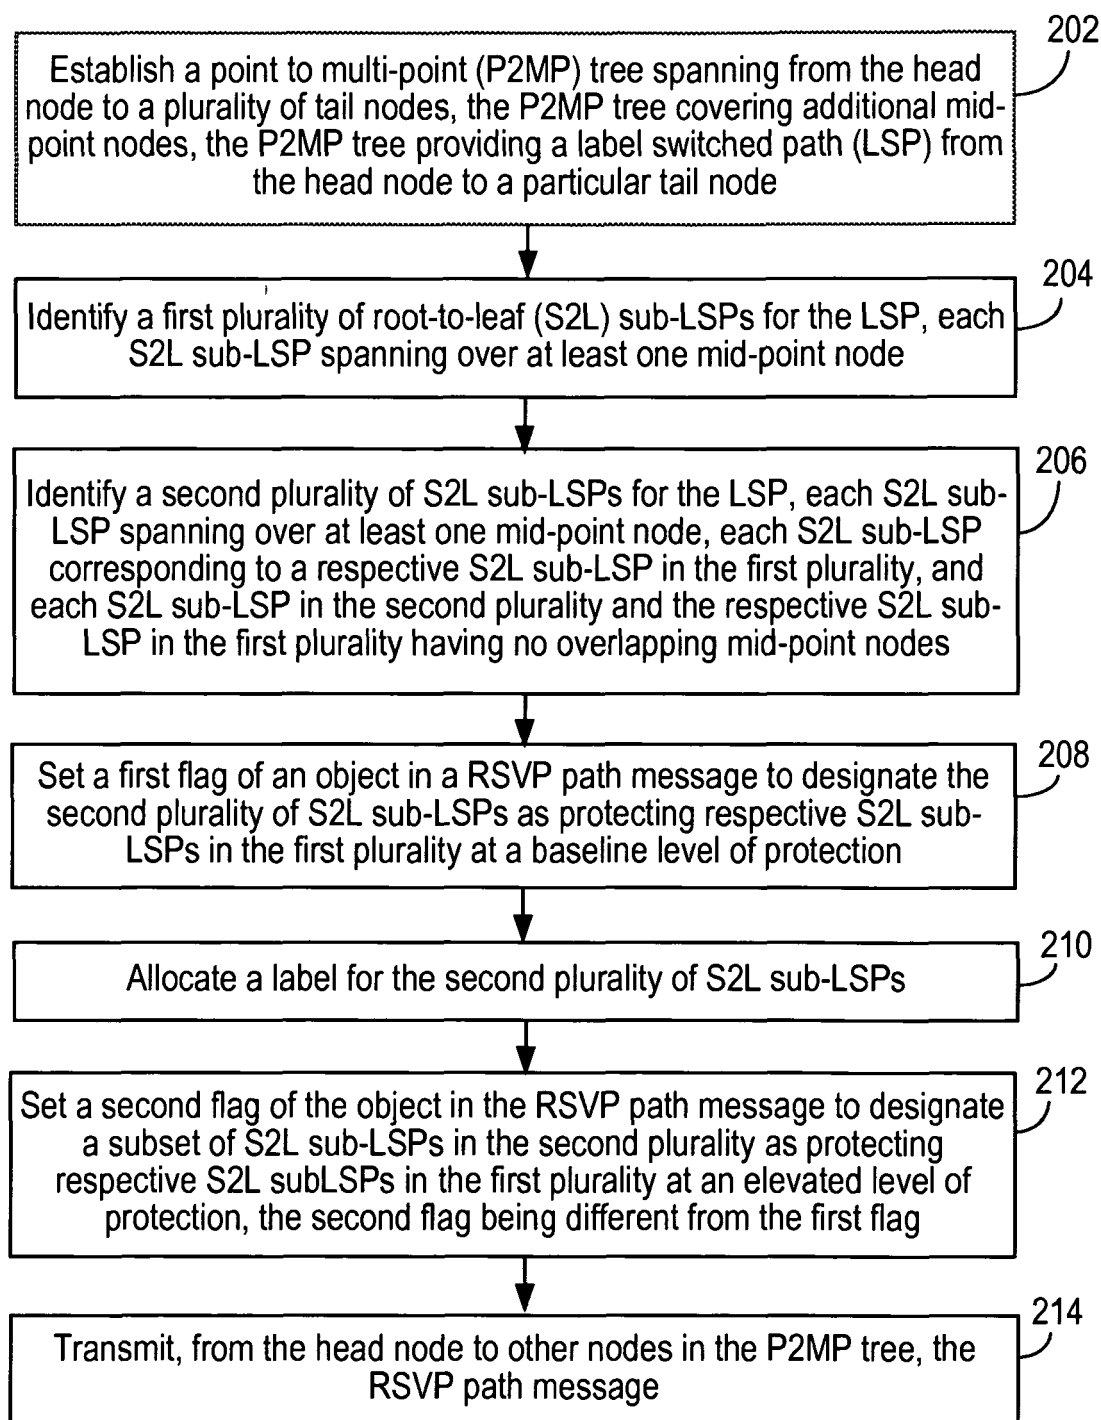 202
Establish a point to multi-point (P2MP) tree spanning from the head
node to a plurality of tail nodes, the P2MP tree covering additional mid-
point nodes, the P2MP tree providing a label switched path (LSP) from
the head node to a particular tail node
204
Identify a first plurality of root-to-leaf (S2L) sub-LSPs for the LSP, each
S2L sub-LSP spanning over at least one mid-point node
206
Identify a second plurality of S2L sub-LSPs for the LSP, each S2L sub-
LSP spanning over at least one mid-point node, each S2L sub-LSP
corresponding to a respective S2L sub-LSP in the first plurality, and
each S2L sub-LSP in the second plurality and the respective S2L sub-
LSP in the first plurality having no overlapping mid-point nodes
208
Set a first flag of an object in a RSVP path message to designate the
second plurality of S2L sub-LSPs as protecting respective S2L sub-
LSPs in the first plurality at a baseline level of protection
210
Allocate a label for the second plurality of S2L sub-LSPs
212
Set a second flag of the object in the RSVP path message to designate
a subset of S2L sub-LSPs in the second plurality as protecting
respective S2L subLSPs in the first plurality at an elevated level of
protection, the second flag being different from the first flag
214
Transmit, from the head node to other nodes in the P2MP tree, the
RSVP path message